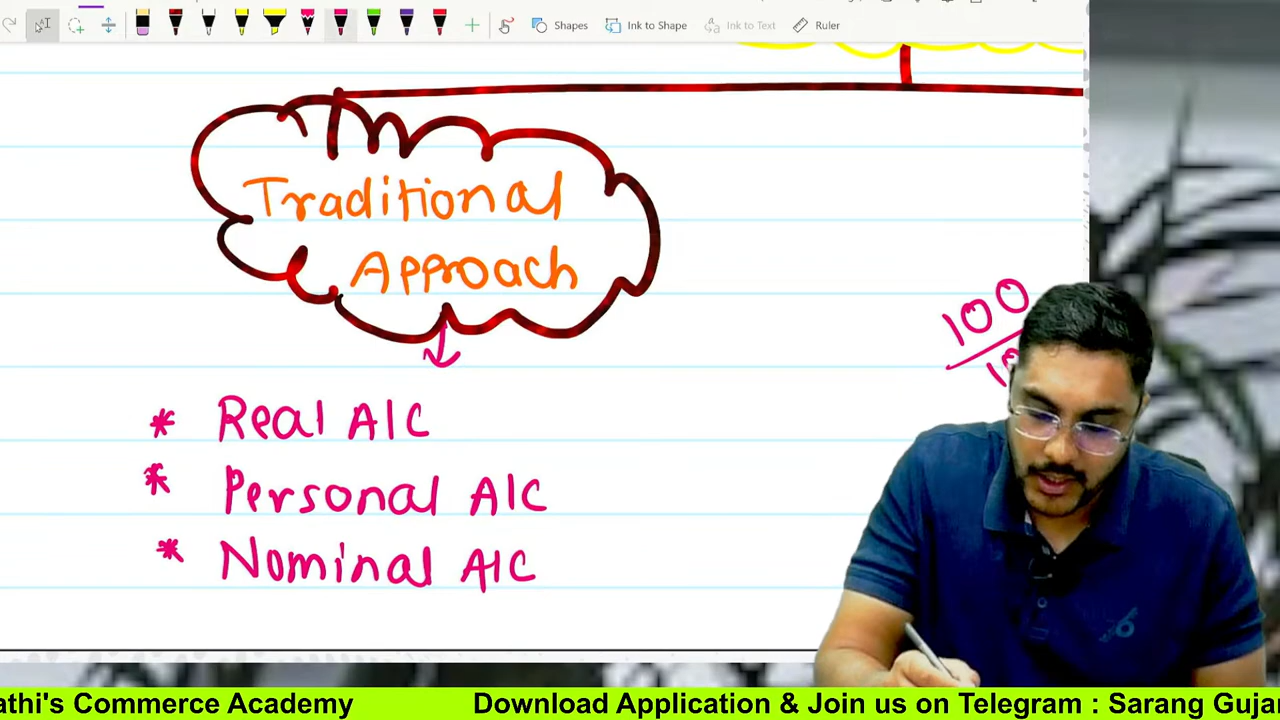 Shapes Ink to Shape Ink to Text Ruler
Traditional
Approach
100
* Real A/C
* Personal A/C
* Nominal A/C
athi's Commerce Academy Download Application & Join us on Telegram : Sarang Gujar